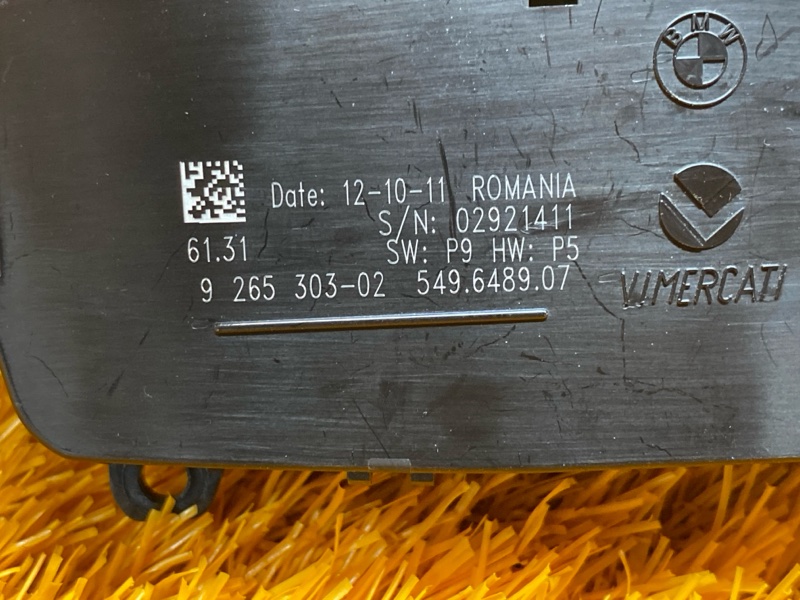 BMW
Date: 12-10-11 ROMANIA
S/N: 02921411
61.31 SW: P9 HW: P5
9 265 303-02 549.6489.07
V.MERCATI